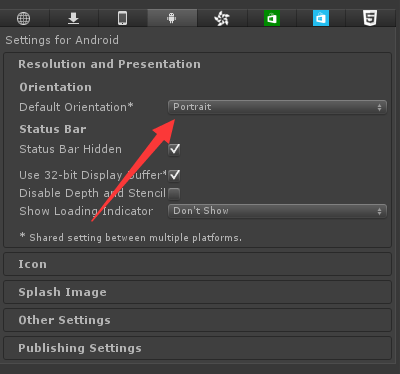 Settings for Android
Resolution and Presentation
Orientation
Default Orientation* Portrait
Status Bar
Status Bar Hidden
Use 32-bit Display Buffer*
Disable Depth and Stencil
Show Loading Indicator Don't Show
* Shared setting between multiple platforms.
Icon
Splash Image
Other Settings
Publishing Settings